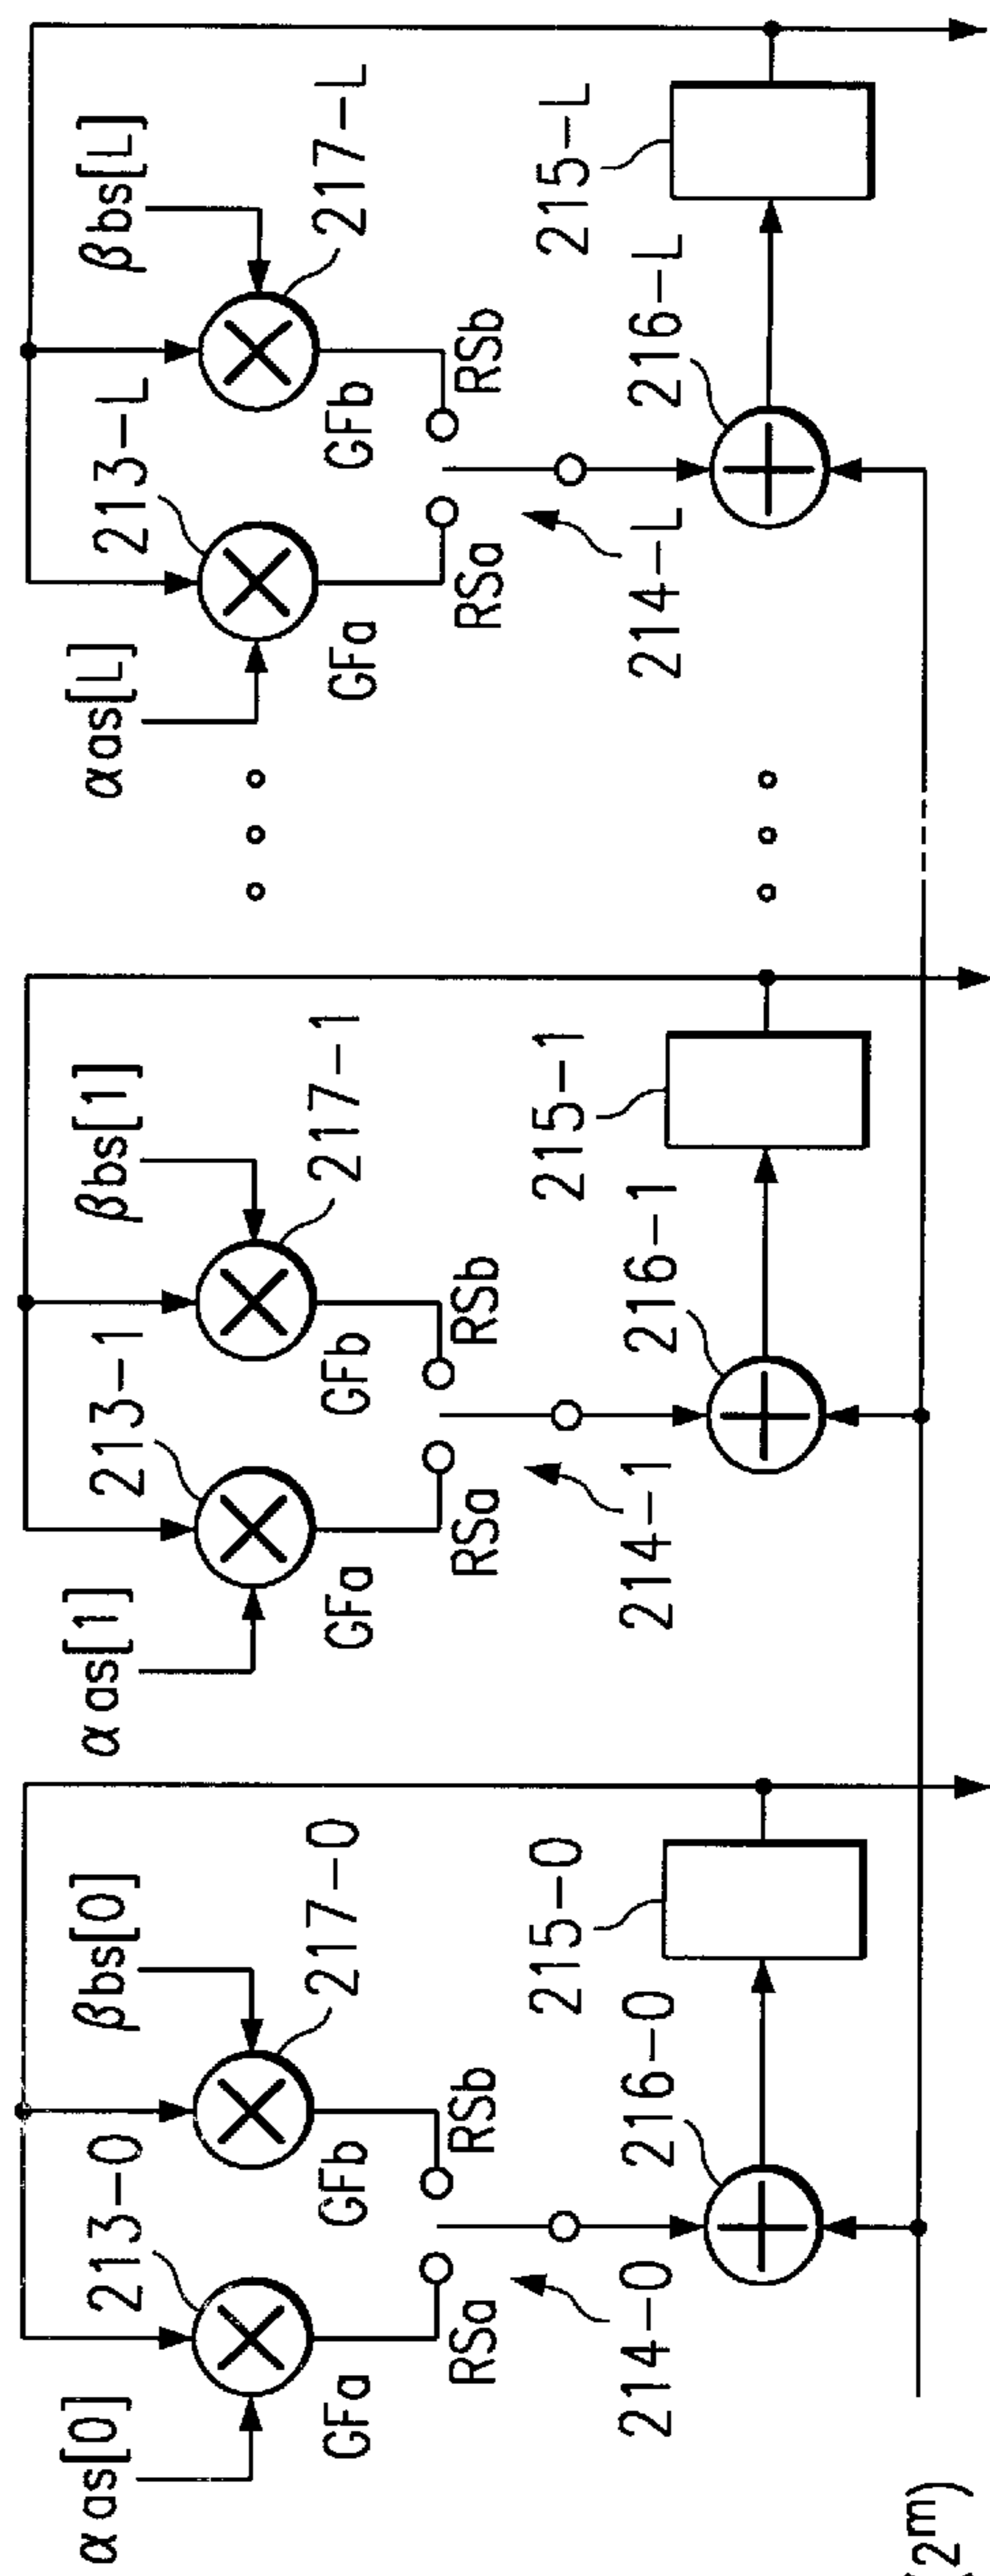 αas[0]
βbs[0]
213-0
217-0
GFa
GFb
RSa
RSb
214-0
216-0
215-0
αas[1]
βbs[1]
213-1
217-1
GFa
GFb
RSa
RSb
214-1
216-1
215-1
αas[L]
βbs[L]
213-L
217-L
GFa
GFb
RSa
RSb
214-L
216-L
215-L
2ᵐ)